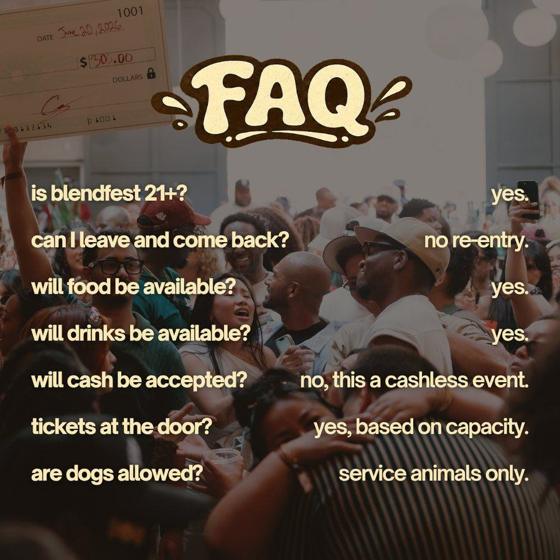 1001
DATE June 20, 2026
$
DOLLARS
FAQ
is blendfest 21+? yes.
can I leave and come back? no re-entry.
will food be available? yes.
will drinks be available? yes.
will cash be accepted? no, this a cashless event.
tickets at the door? yes, based on capacity.
are dogs allowed? service animals only.